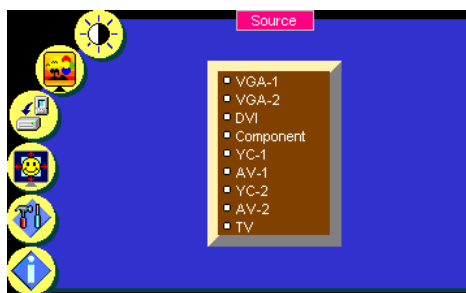 Source
VGA-1
VGA-2
DVI
Component
YC-1
AV-1
YC-2
AV-2
TV